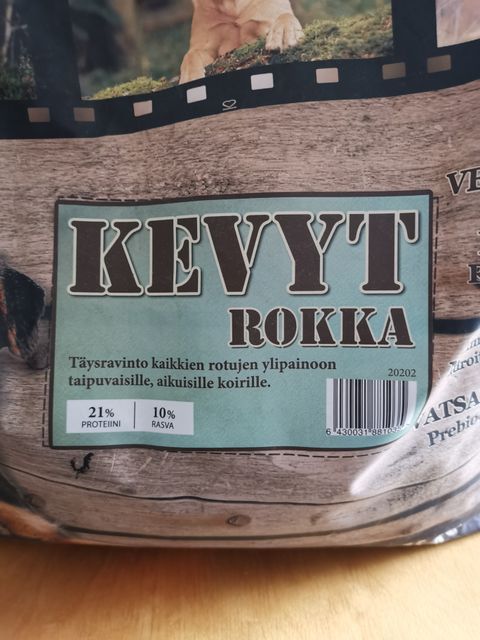 KEVYT
ROKKA
Täysravinto kaikkien rotujen ylipainoon
taipuvaisille, aikuisille koirille.
20202
21% 10%
PROTEIINI RASVA